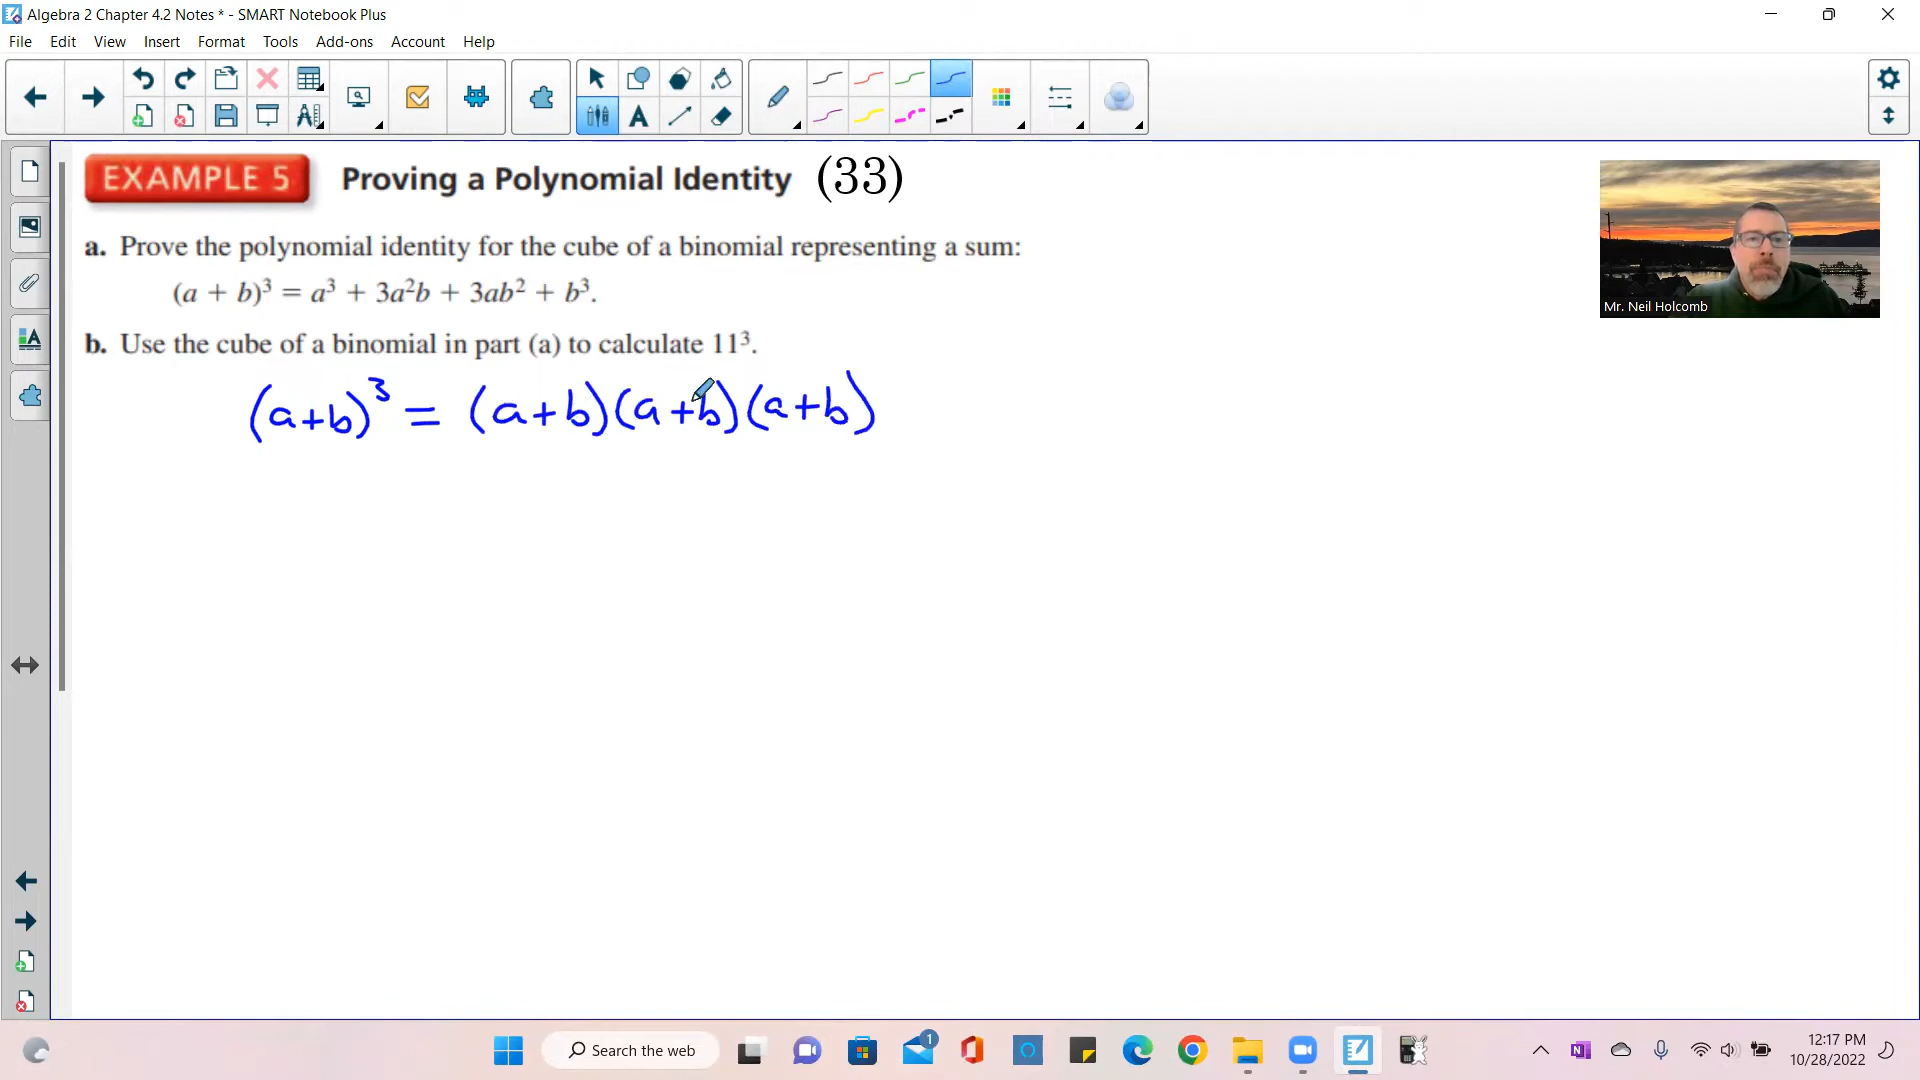 Algebra 2 Chapter 4.2 Notes * - SMART Notebook Plus
File Edit View Insert Format Tools Add-ons Account Help
EXAMPLE 5 Proving a Polynomial Identity (33)
a. Prove the polynomial identity for the cube of a binomial representing a sum:
(a + b)³ = a³ + 3a²b + 3ab² + b³.
b. Use the cube of a binomial in part (a) to calculate 11³.
(a+b)³ = (a+b)(a+b)(a+b)
Mr. Neil Holcomb
Search the web
1
12:17 PM
10/28/2022